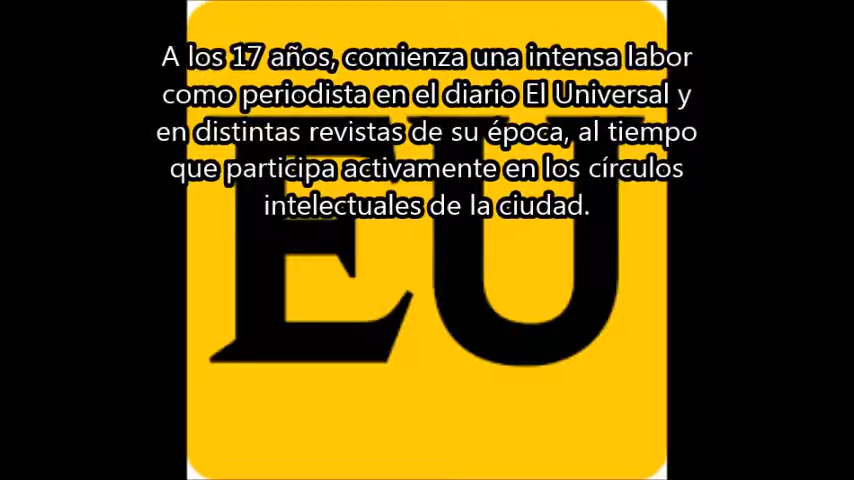 A los 17 años, comienza una intensa labor
como periodista en el diario El Universal y
en distintas revistas de su época, al tiempo
que participa activamente en los círculos
intelectuales de la ciudad.
EU